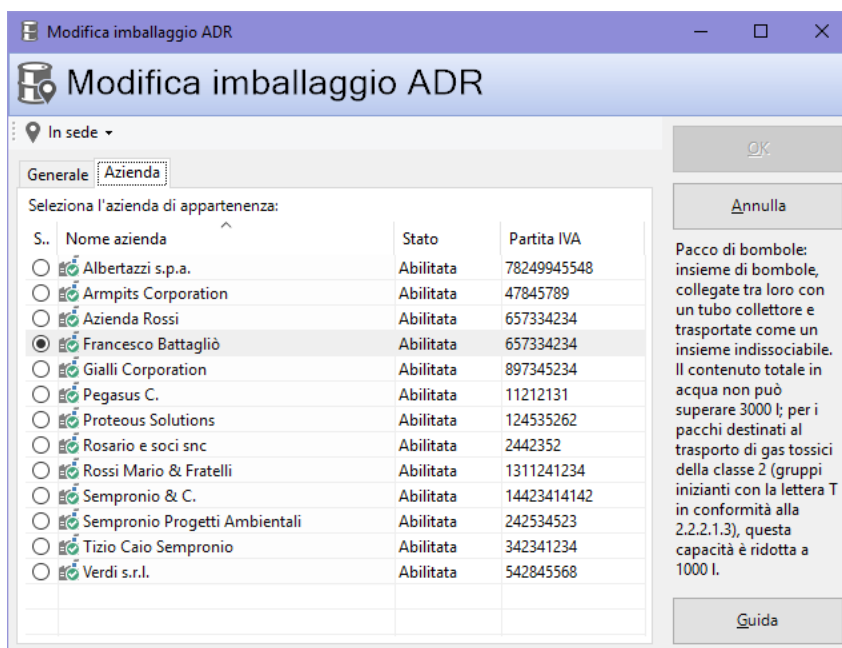 Modifica imballaggio ADR
Modifica imballaggio ADR
In sede
Generale Azienda
Seleziona l'azienda di appartenenza:
S.. Nome azienda Stato Partita IVA
Albertazzi s.p.a. Abilitata 78249945548
Armpits Corporation Abilitata 47845789
Azienda Rossi Abilitata 657334234
Francesco Battagliò Abilitata 657334234
Gialli Corporation Abilitata 897345234
Pegasus C. Abilitata 11212131
Proteous Solutions Abilitata 124535262
Rosario e soci snc Abilitata 2442352
Rossi Mario & Fratelli Abilitata 1311241234
Sempronio & C. Abilitata 14423414142
Sempronio Progetti Ambientali Abilitata 242534523
Tizio Caio Sempronio Abilitata 342341234
Verdi s.r.l. Abilitata 542845568
OK
Annulla
Pacco di bombole:
insieme di bombole,
collegate tra loro con
un tubo collettore e
trasportate come un
insieme indissociabile.
Il contenuto totale in
acqua non può
superare 3000 l; per i
pacchi destinati al
trasporto di gas tossici
della classe 2 (gruppi
inizianti con la lettera T
in conformità alla
2.2.2.1.3), questa
capacità è ridotta a
1000 l.
Guida